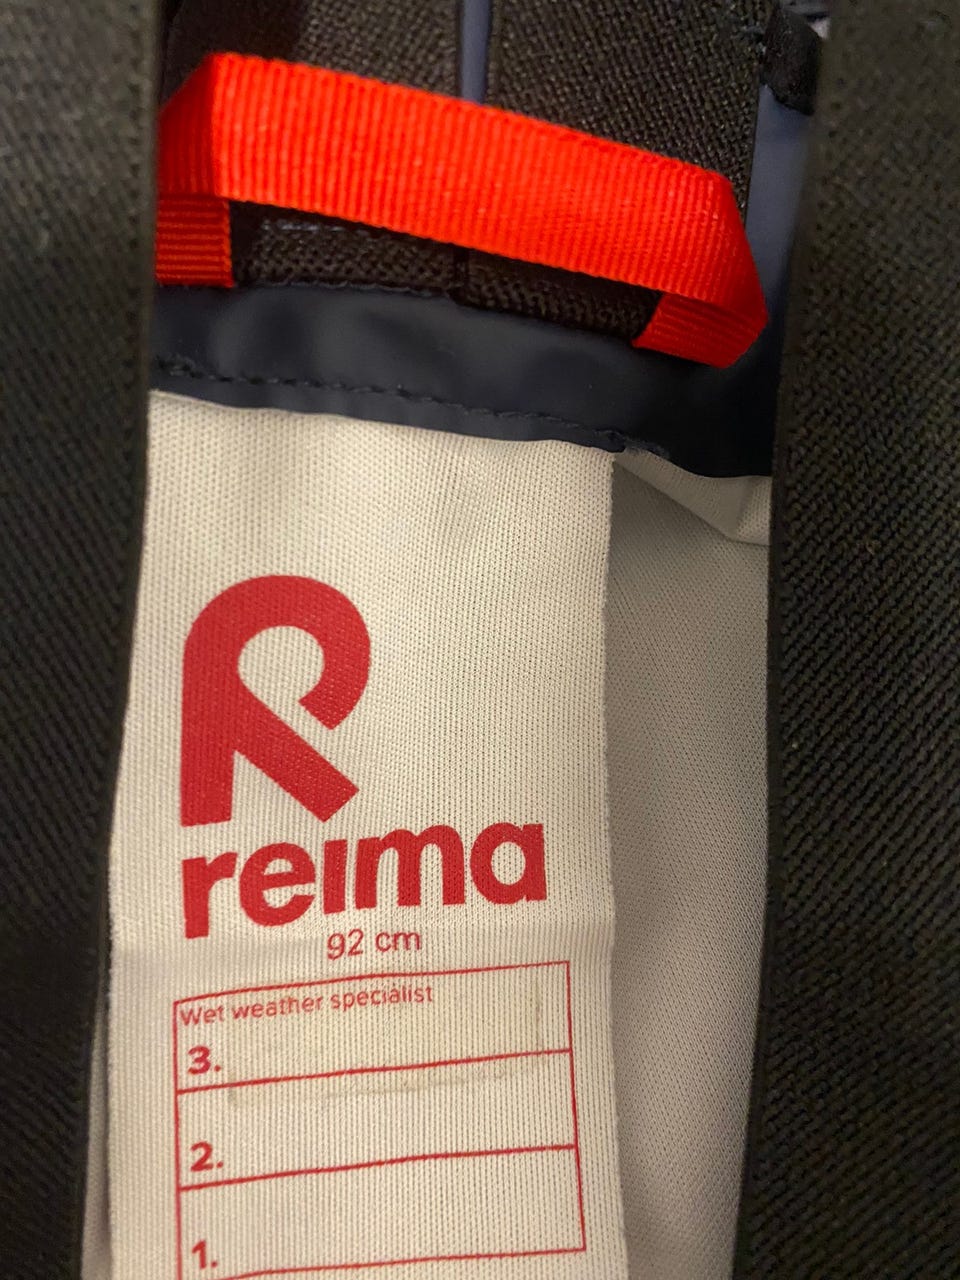 reima
92 cm
Wet weather specialist
3.
2.
1.